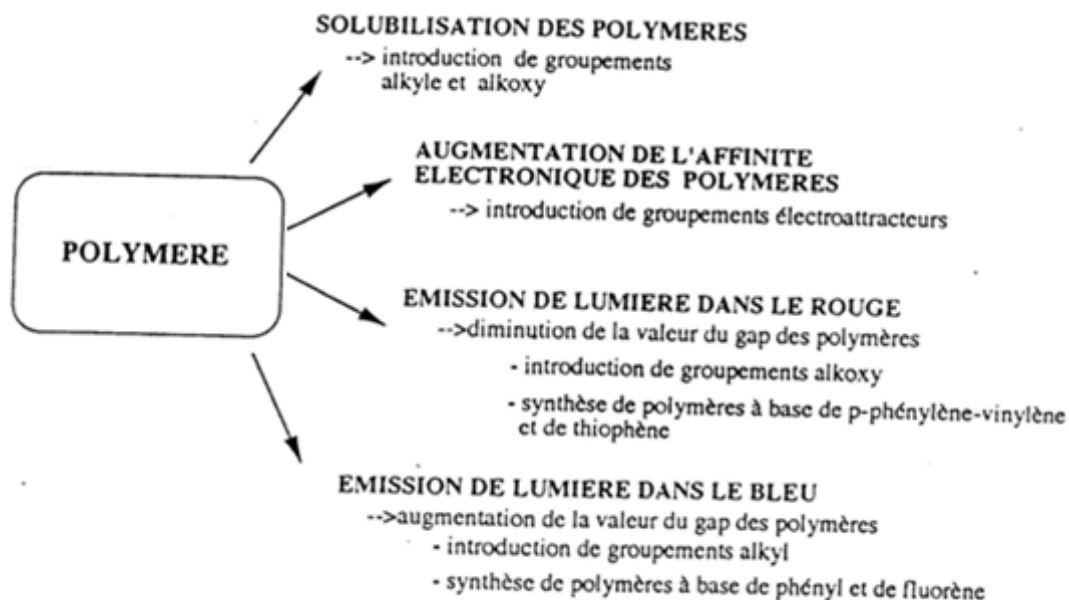 SOLUBILISATION DES POLYMERES
--> introduction de groupements
alkyle et alkoxy
AUGMENTATION DE L'AFFINITE
ELECTRONIQUE DES POLYMERES
--> introduction de groupements électroattracteurs
POLYMERE
EMISSION DE LUMIERE DANS LE ROUGE
-->diminution de la valeur du gap des polymères
- introduction de groupements alkoxy
- synthèse de polymères à base de p-phénylène-vinylène
et de thiophène
EMISSION DE LUMIERE DANS LE BLEU
-->augmentation de la valeur du gap des polymères
- introduction de groupements alkyl
- synthèse de polymères à base de phényl et de fluorène